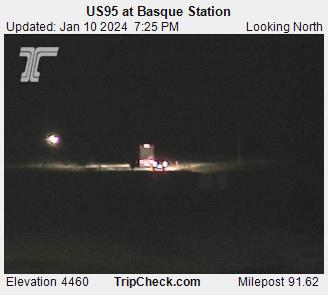 US95 at Basque Station
Updated: Jan 10 2024 7:25 PM Looking North
Elevation 4460 TripCheck.com Milepost 91.62